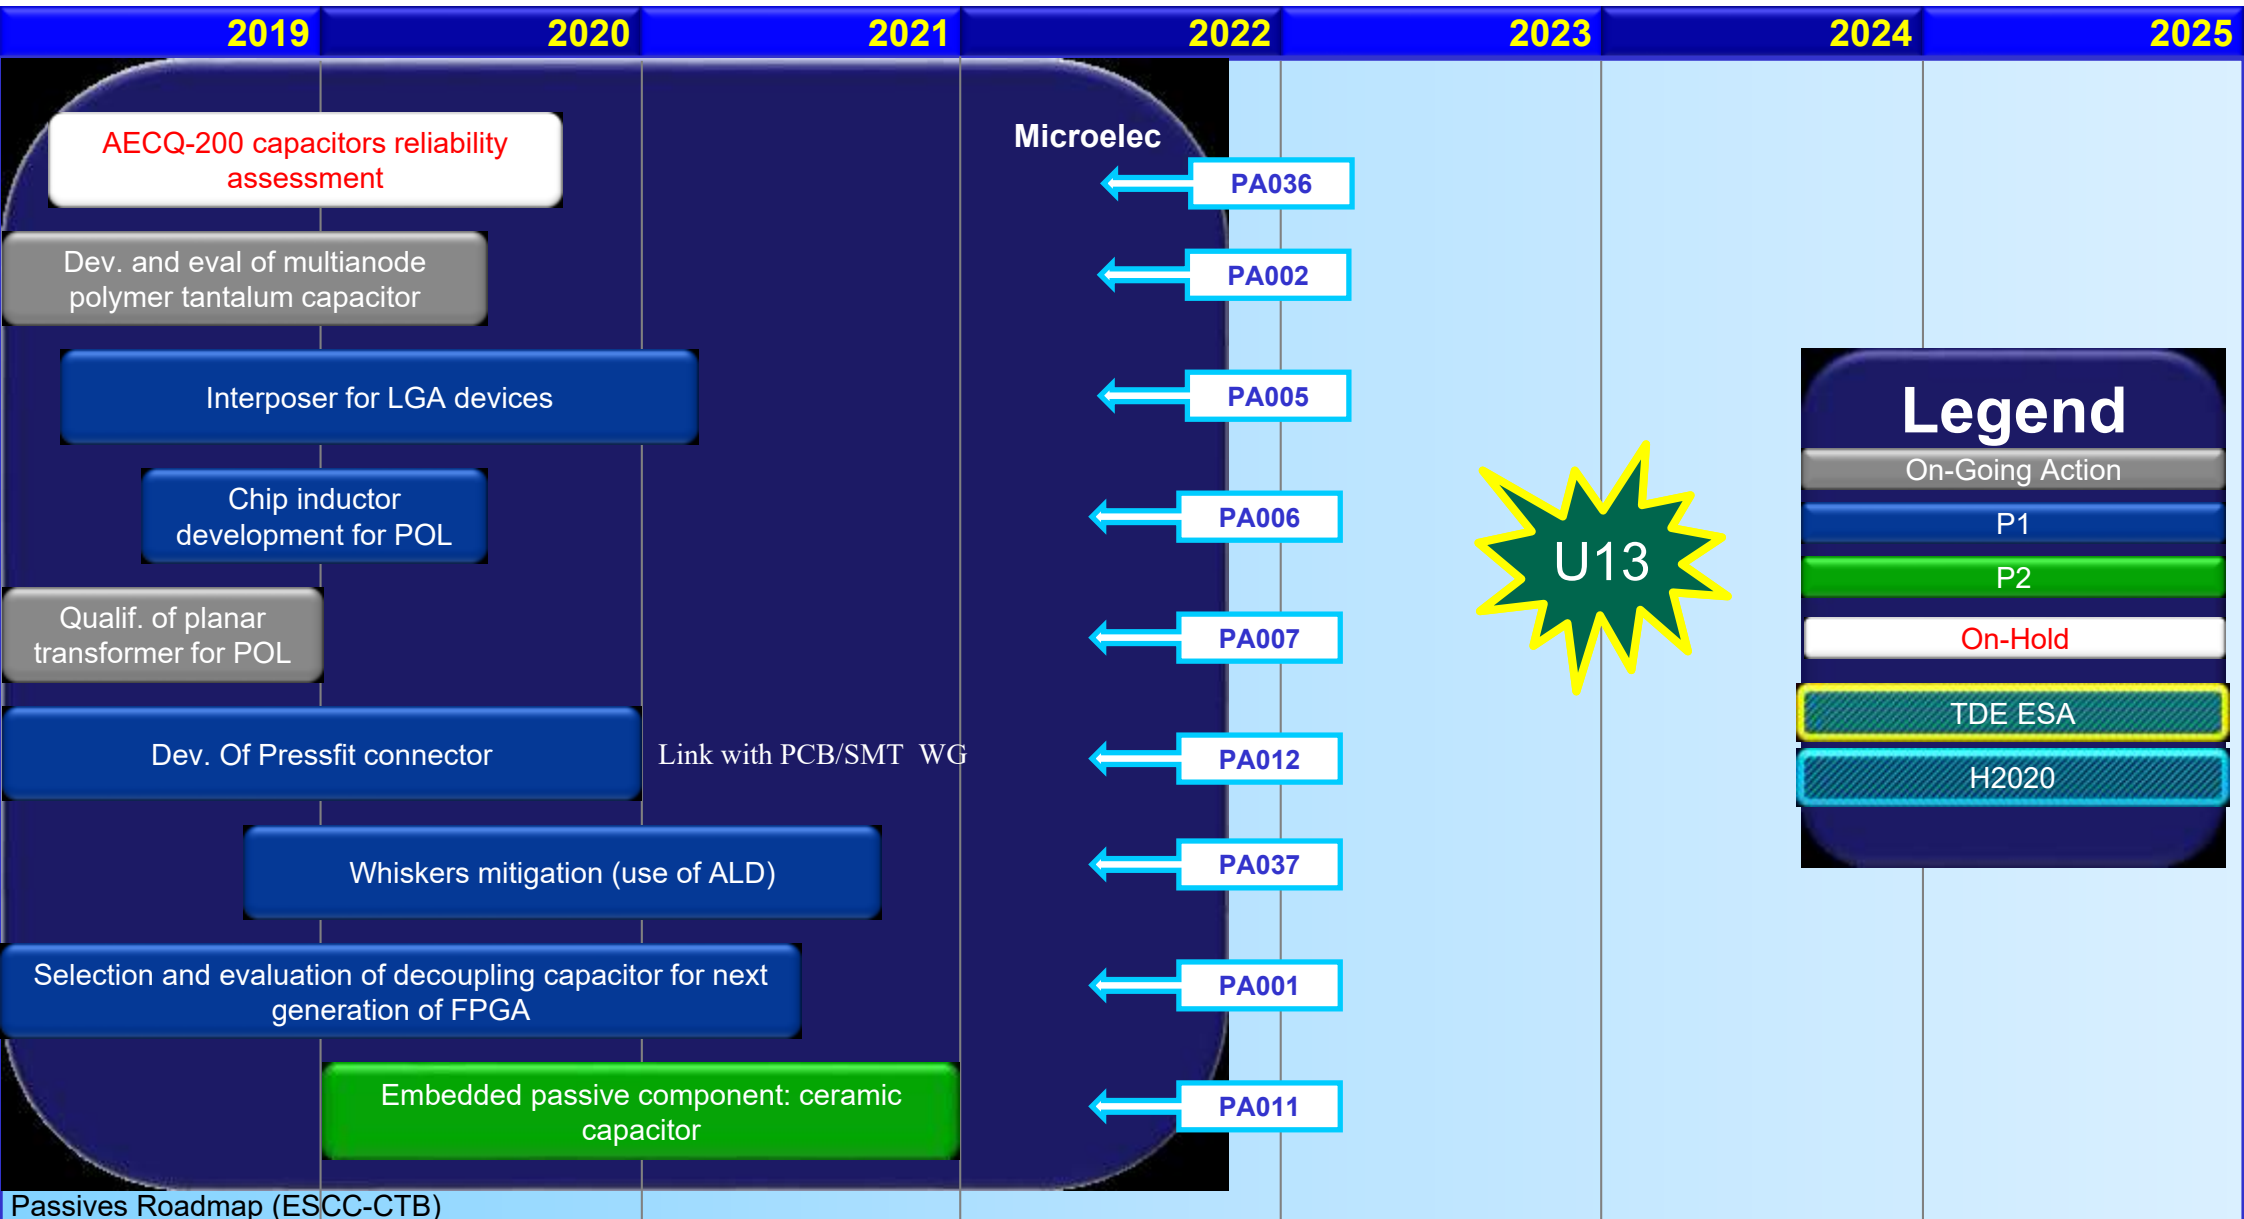 2019 2020 2021 2022 2023 2024 2025
Microelec
AECQ-200 capacitors reliability
assessment
PA036
Dev. and eval of multianode
polymer tantalum capacitor
PA002
Interposer for LGA devices
PA005
Chip inductor
development for POL
PA006
Qualif. of planar
transformer for POL
PA007
Dev. Of Pressfit connector
Link with PCB/SMT WG
PA012
Whiskers mitigation (use of ALD)
PA037
Selection and evaluation of decoupling capacitor for next
generation of FPGA
PA001
Embedded passive component: ceramic
capacitor
PA011
U13
Legend
On-Going Action
P1
P2
On-Hold
TDE ESA
H2020
Passives Roadmap (ESCC-CTB)